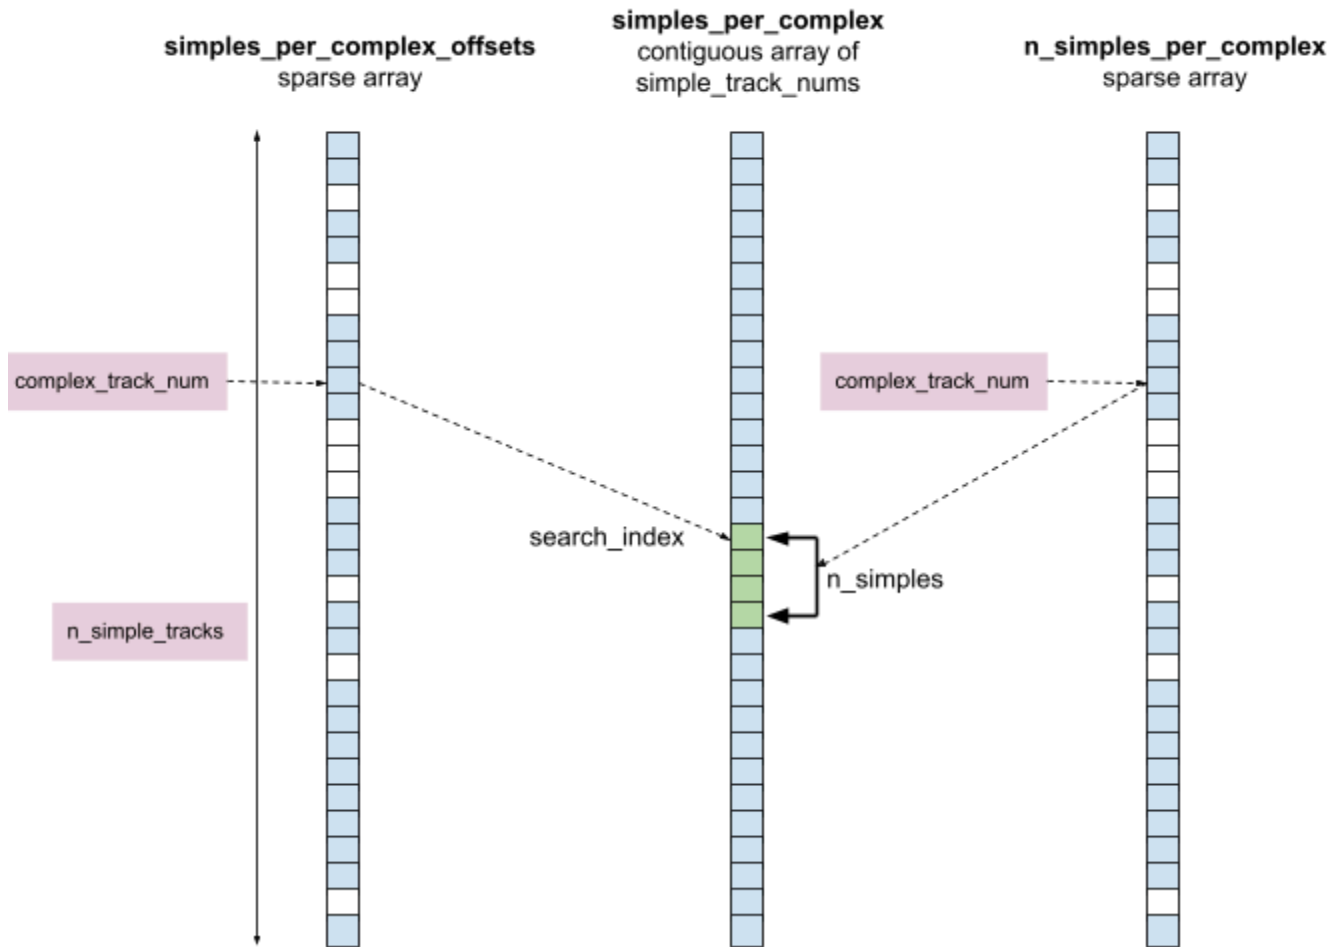 simples_per_complex_offsets
sparse array
simples_per_complex
contiguous array of
simple_track_nums
n_simples_per_complex
sparse array
complex_track_num
complex_track_num
search_index
n_simples
n_simple_tracks